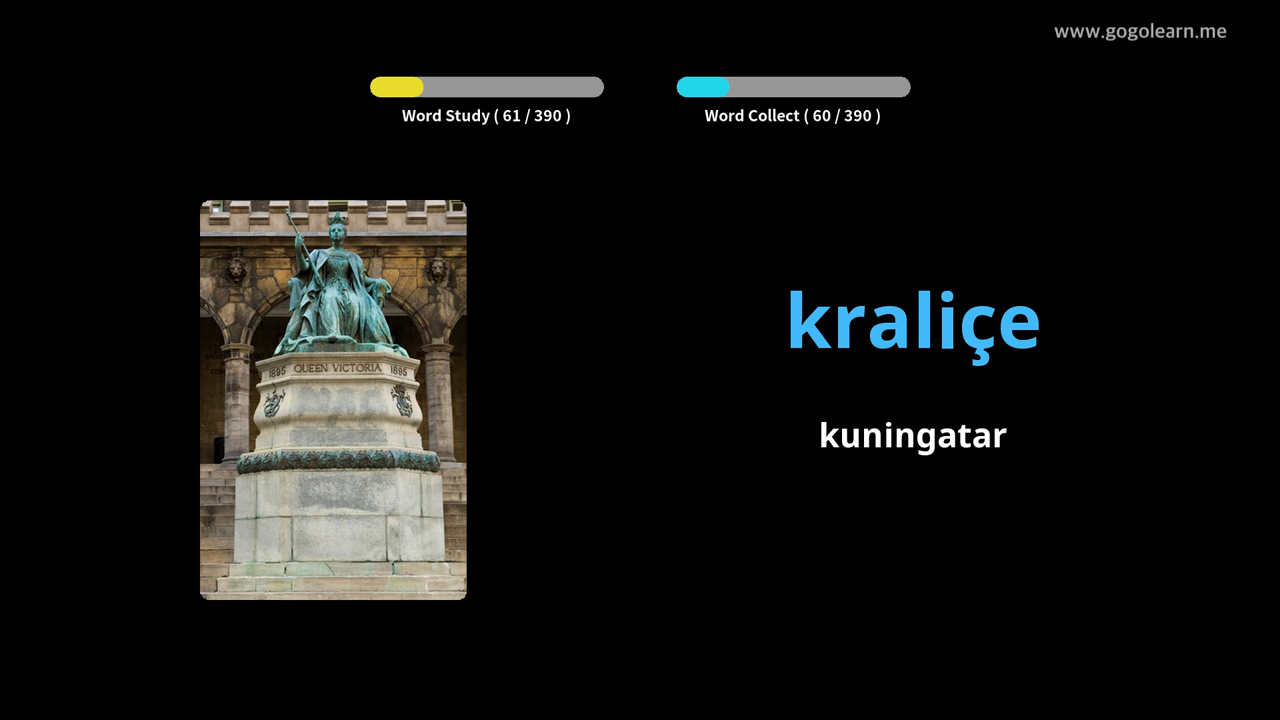 www.gogolearn.me
Word Study ( 61 / 390 )
Word Collect ( 60 / 390 )
1895 QUEEN VICTORIA 1895
kraliçe
kuningatar